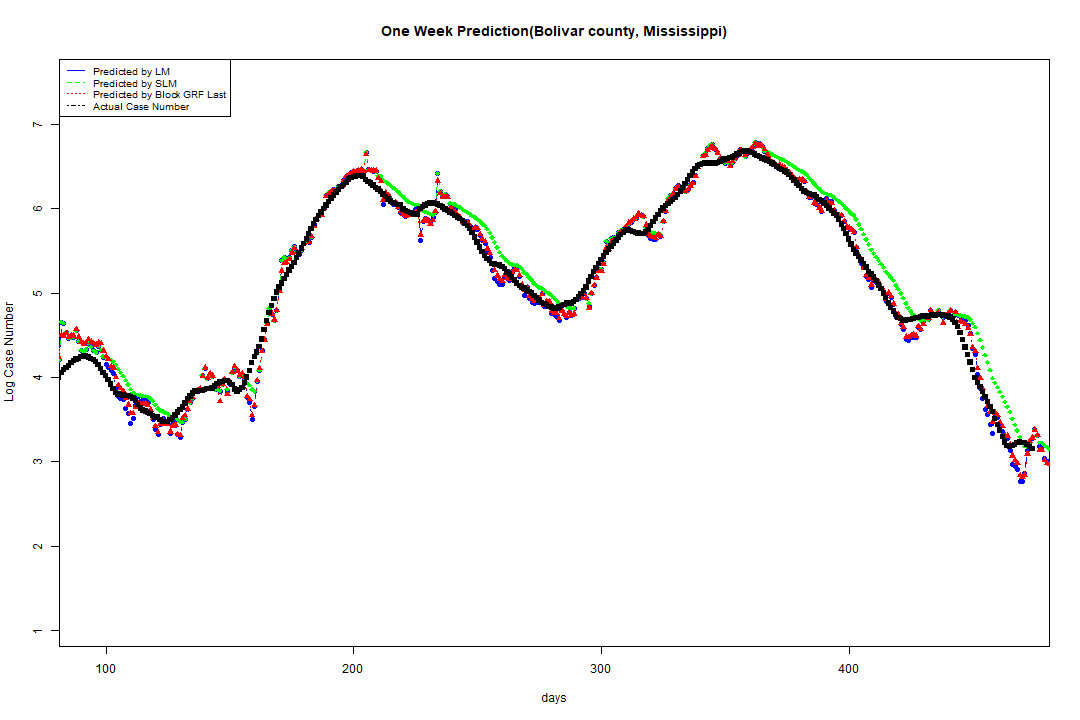 One Week Prediction(Bolivar county, Mississippi)
Predicted by LM
Predicted by SLM
Predicted by Block GRF Last
Actual Case Number
7
6
5
4
3
2
1
Log Case Number
100 200 300 400
days